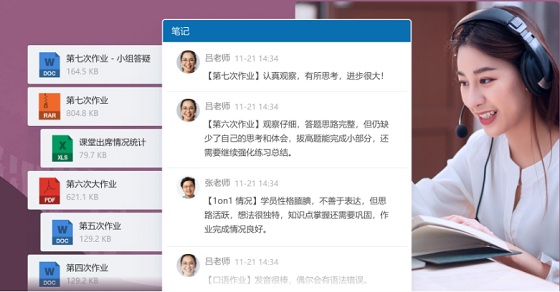 第七次作业 - 小组答疑
164.5 KB
DOC
第七次作业
804.8 KB
RAR
课堂出席情况统计
79.7 KB
XLS
第六次大作业
621.1 KB
PDF
第五次作业
129.2 KB
DOC
第四次作业
129.2 KB
DOC
笔记
吕老师 11-21 14:34
【第七次作业】认真观察，有所思考，进步很大！
吕老师 11-21 14:34
【第六次作业】观察仔细，答题思路完整，但仍缺
少了自己的思考和体会，拔高题能完成小部分，还
需要继续强化练习总结。
张老师 11-21 14:34
【1on1 情况】学员性格腼腆，不善于表达，但思
路活跃，想法很独特，知识点掌握还需要巩固，作
业完成情况良好。
吕老师 11-21 14:34
【口语作业】发音很棒，偶尔会有语法错误。